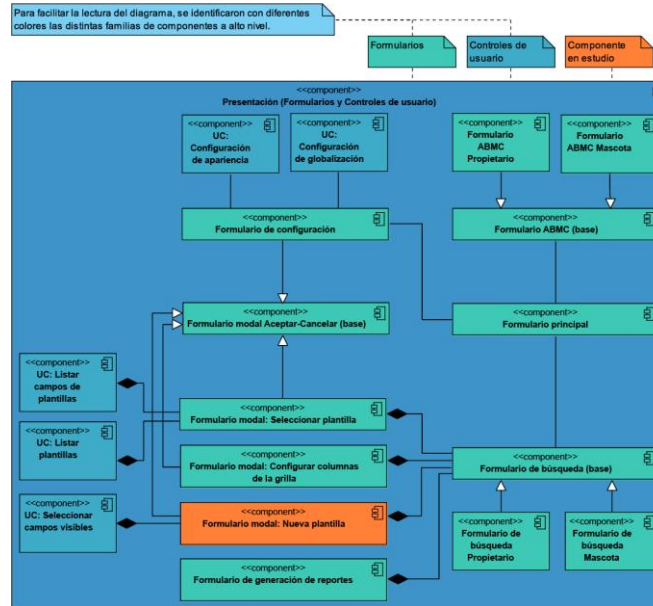 Para facilitar la lectura del diagrama, se identificaron con diferentes
colores las distintas familias de componentes a alto nivel.
Formularios
Controles de
usuario
Componente
en estudio
<<component>>
Presentación (Formularios y Controles de usuario)
<<component>>
UC:
Configuración
de apariencia
<<component>>
UC:
Configuración
de globalización
<<component>>
Formulario
ABMC
Propietario
<<component>>
Formulario
ABMC Mascota
<<component>>
Formulario de configuración
<<component>>
Formulario ABMC (base)
<<component>>
Formulario modal Aceptar-Cancelar (base)
<<component>>
Formulario principal
<<component>>
UC: Listar
campos de
plantillas
<<component>>
Formulario modal: Seleccionar plantilla
<<component>>
UC: Listar
plantillas
<<component>>
Formulario modal: Configurar columnas
de la grilla
<<component>>
Formulario de búsqueda (base)
<<component>>
UC: Seleccionar
campos visibles
<<component>>
Formulario modal: Nueva plantilla
<<component>>
Formulario de
búsqueda
Propietario
<<component>>
Formulario de
búsqueda
Mascota
<<component>>
Formulario de generación de reportes